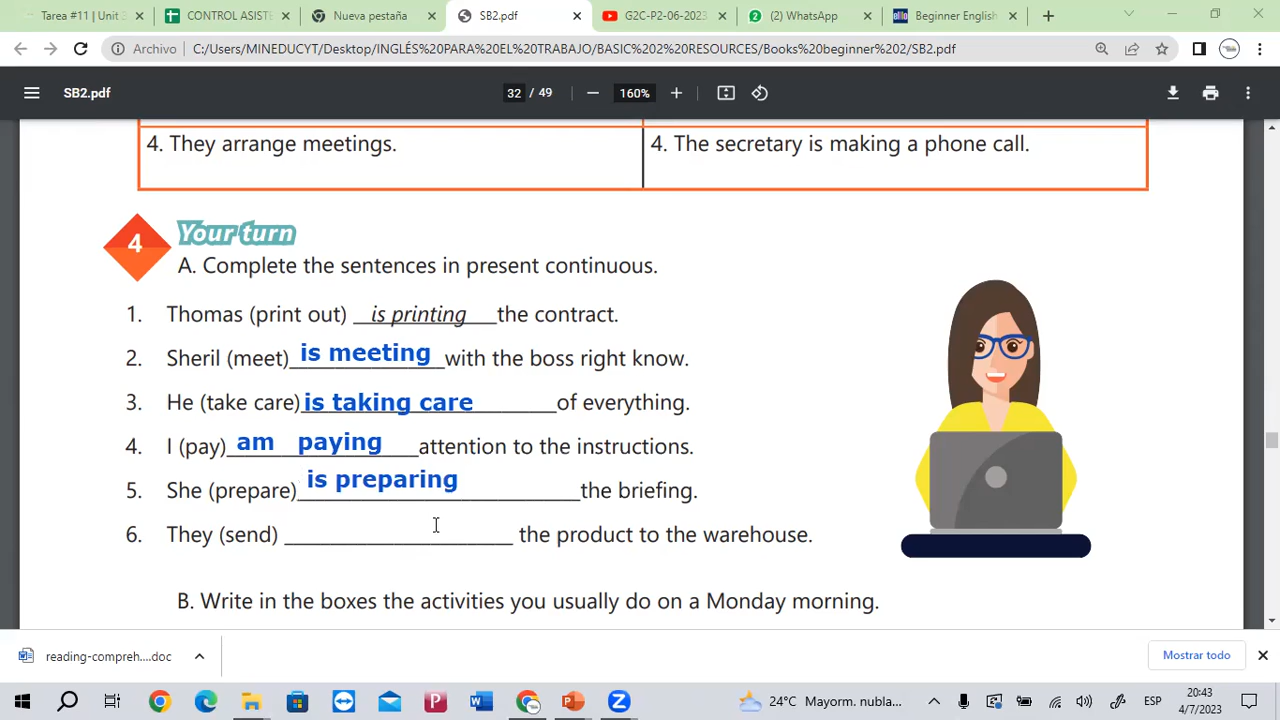 Tarea #11 | Unit 2
CONTROL ASISTE
Nueva pestaña
SB2.pdf
G2C-P2-06-2023
(2) WhatsApp
Beginner English
Archivo
C:/Users/MINEDUCYT/Desktop/INGLÉS%20PARA%20EL%20TRABAJO/BASIC%202%20RESOURCES/Books%20beginner%202/SB2.pdf
SB2.pdf
32 / 49
160%
4. They arrange meetings.
4. The secretary is making a phone call.
4
Your turn
A. Complete the sentences in present continuous.
1. Thomas (print out) __is printing___the contract.
2. Sheril (meet) is meeting with the boss right know.
3. He (take care) is taking care of everything.
4. I (pay) am paying attention to the instructions.
5. She (prepare) is preparing the briefing.
6. They (send) ____________________ the product to the warehouse.
B. Write in the boxes the activities you usually do on a Monday morning.
reading-compreh....doc
Mostrar todo
24°C Mayorm. nubla...
ESP
20:43
4/7/2023